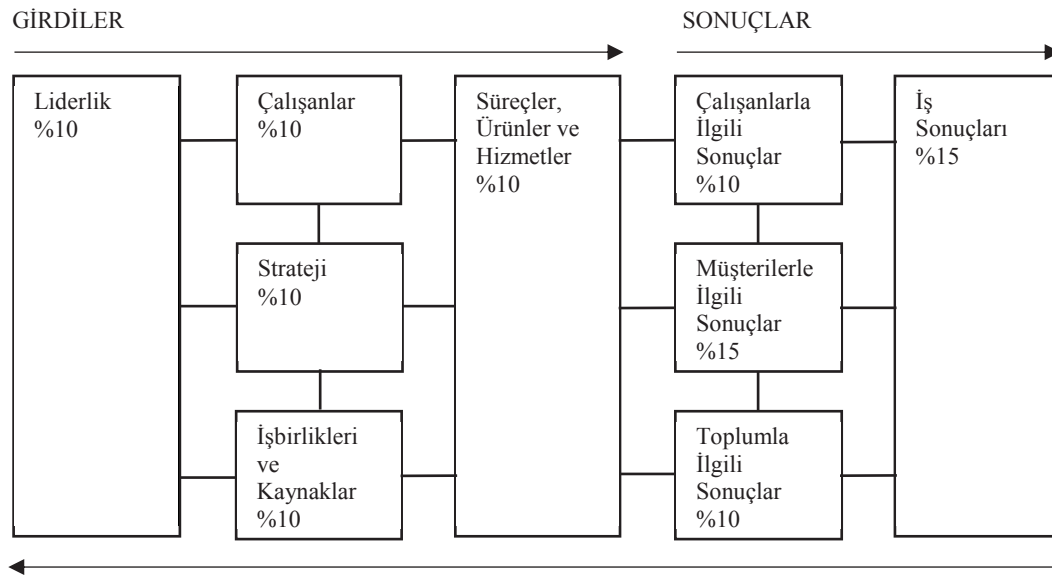 GİRDİLER
SONUÇLAR
Liderlik
%10
Çalışanlar
%10
Strateji
%10
İşbirlikleri
ve
Kaynaklar
%10
Süreçler,
Ürünler ve
Hizmetler
%10
Çalışanlarla
İlgili
Sonuçlar
%10
Müşterilerle
İlgili
Sonuçlar
%15
Toplumla
İlgili
Sonuçlar
%10
İş
Sonuçları
%15